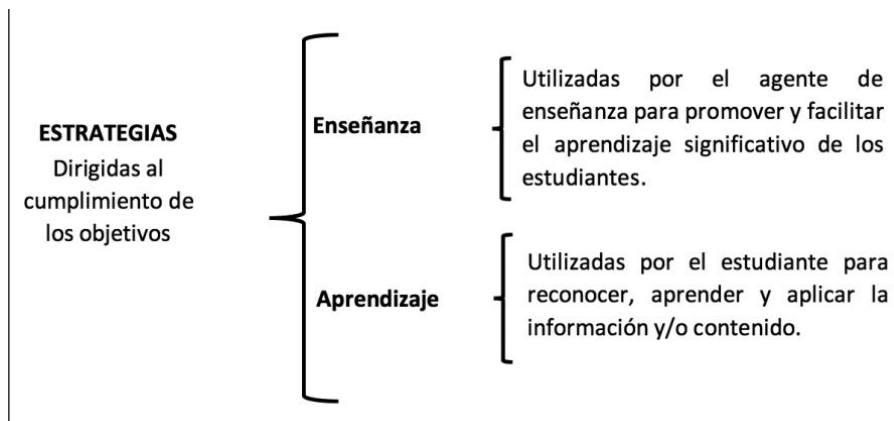 ESTRATEGIAS
Dirigidas al
cumplimiento de
los objetivos
Enseñanza
Utilizadas por el agente de
enseñanza para promover y facilitar
el aprendizaje significativo de los
estudiantes.
Aprendizaje
Utilizadas por el estudiante para
reconocer, aprender y aplicar la
información y/o contenido.